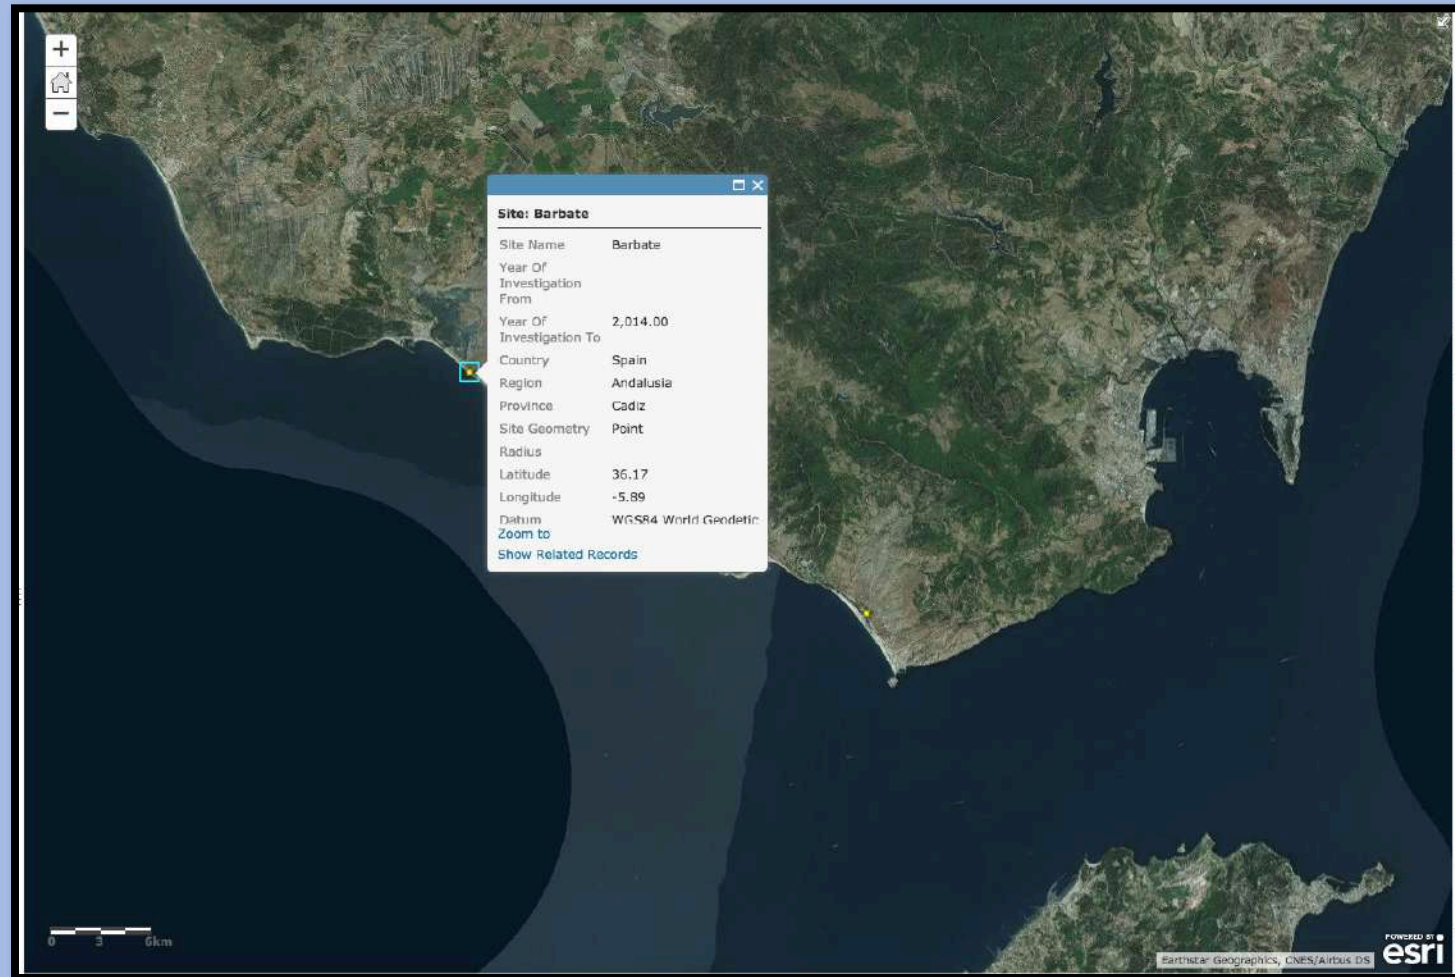 +
−
Site: Barbate
Site Name Barbate
Year Of
Investigation
From
Year Of 2,014.00
Investigation To
Country Spain
Region Andalusia
Province Cadiz
Site Geometry Point
Radius
Latitude 36.17
Longitude -5.89
Datum WGS84 World Geodetic
Zoom to
Show Related Records
0 3 6km
Earthstar Geographics, CNES/Airbus DS
POWERED BY
esri